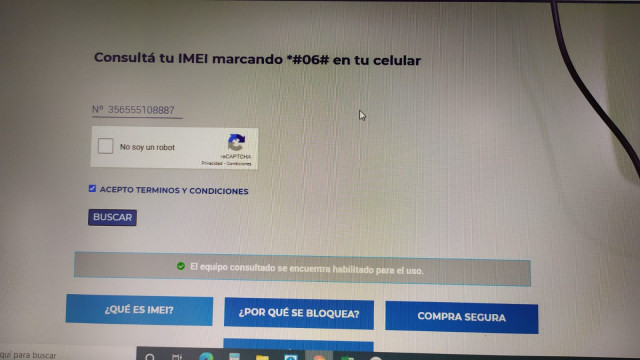 Consultá tu IMEI marcando *#06# en tu celular
Nº 356555108887
No soy un robot
reCAPTCHA
Privacidad - Condiciones
ACEPTO TERMINOS Y CONDICIONES
BUSCAR
El equipo consultado se encuentra habilitado para el uso.
¿QUÉ ES IMEI?
¿POR QUÉ SE BLOQUEA?
COMPRA SEGURA
quí para buscar